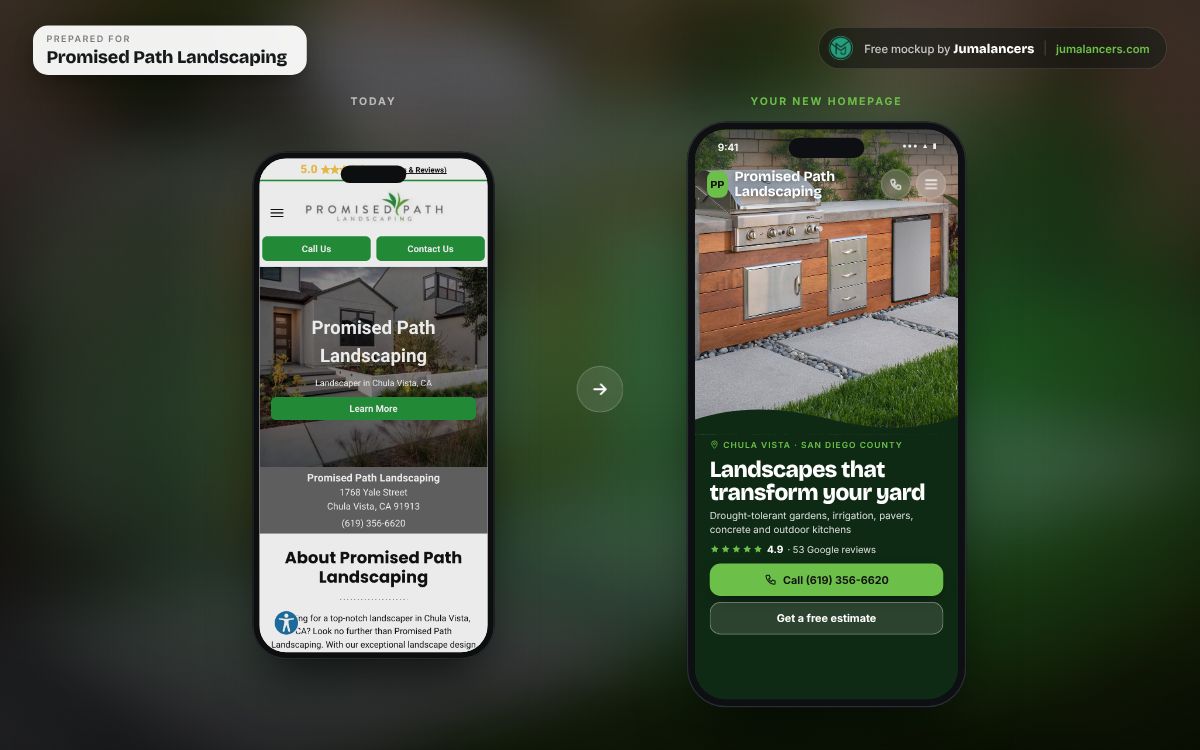 PREPARED FOR
Promised Path Landscaping
Free mockup by Jumalancers
jumalancers.com
TODAY
5.0
& Reviews)
PROMISED PATH
LANDSCAPING
Call Us
Contact Us
Promised Path
Landscaping
Landscaper in Chula Vista, CA
Learn More
Promised Path Landscaping
1768 Yale Street
Chula Vista, CA 91913
(619) 356-6620
About Promised Path
Landscaping
for a top-notch landscaper in Chula Vista,
CA? Look no further than Promised Path
Landscaping. With our exceptional landscape design
YOUR NEW HOMEPAGE
9:41
PP
Promised Path
Landscaping
CHULA VISTA · SAN DIEGO COUNTY
Landscapes that
transform your yard
Drought-tolerant gardens, irrigation, pavers,
concrete and outdoor kitchens
4.9 · 53 Google reviews
Call (619) 356-6620
Get a free estimate